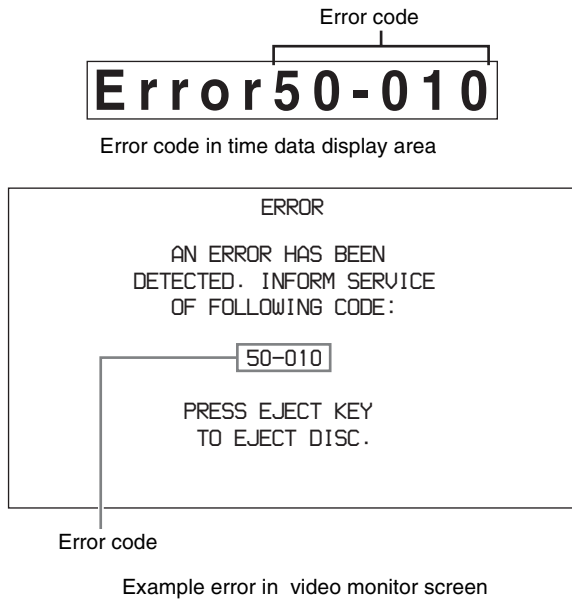 Error code
Error50-010
Error code in time data display area
ERROR
AN ERROR HAS BEEN
DETECTED. INFORM SERVICE
OF FOLLOWING CODE:
50-010
PRESS EJECT KEY
TO EJECT DISC.
Error code
Example error in video monitor screen